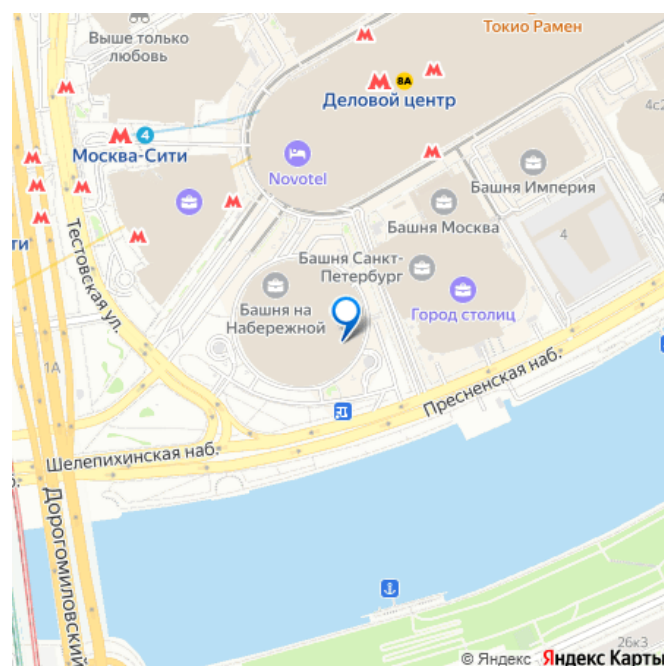 Выше только
любовь
Токио Рамен
М
8А
Деловой центр
4с2
М 4
Москва-Сити
Novotel
Башня Империя
Башня Москва
4
Башня Санкт-
Петербург
Башня на
Набережной
Город столиц
Тестовская ул.
ти
1А
Пресненская наб.
Шелепихинская наб.
б.
Дорогомиловский
26к3
© Яндекс Яндекс Карты